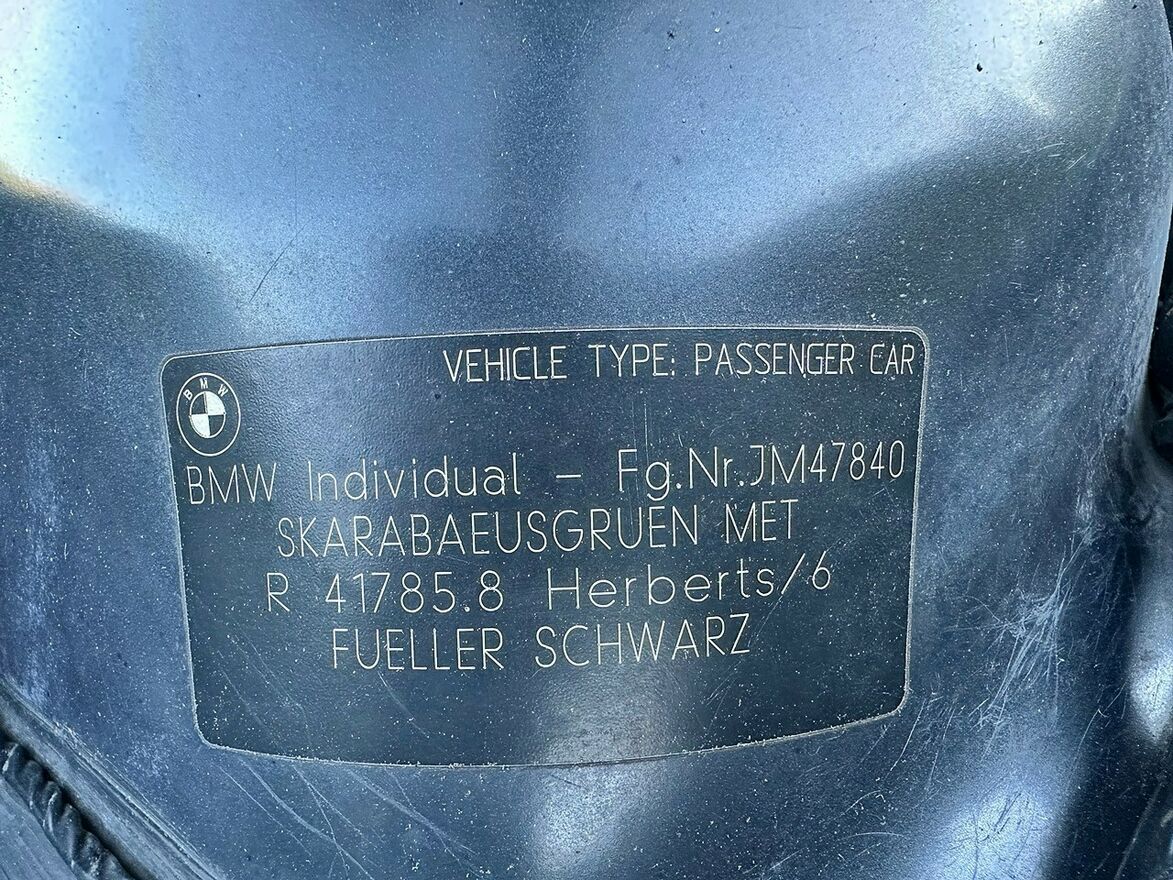 VEHICLE TYPE: PASSENGER CAR
BMW
BMW Individual – Fg.Nr.JM47840
SKARABAEUSGRUEN MET
R 41785.8 Herberts/6
FUELLER SCHWARZ